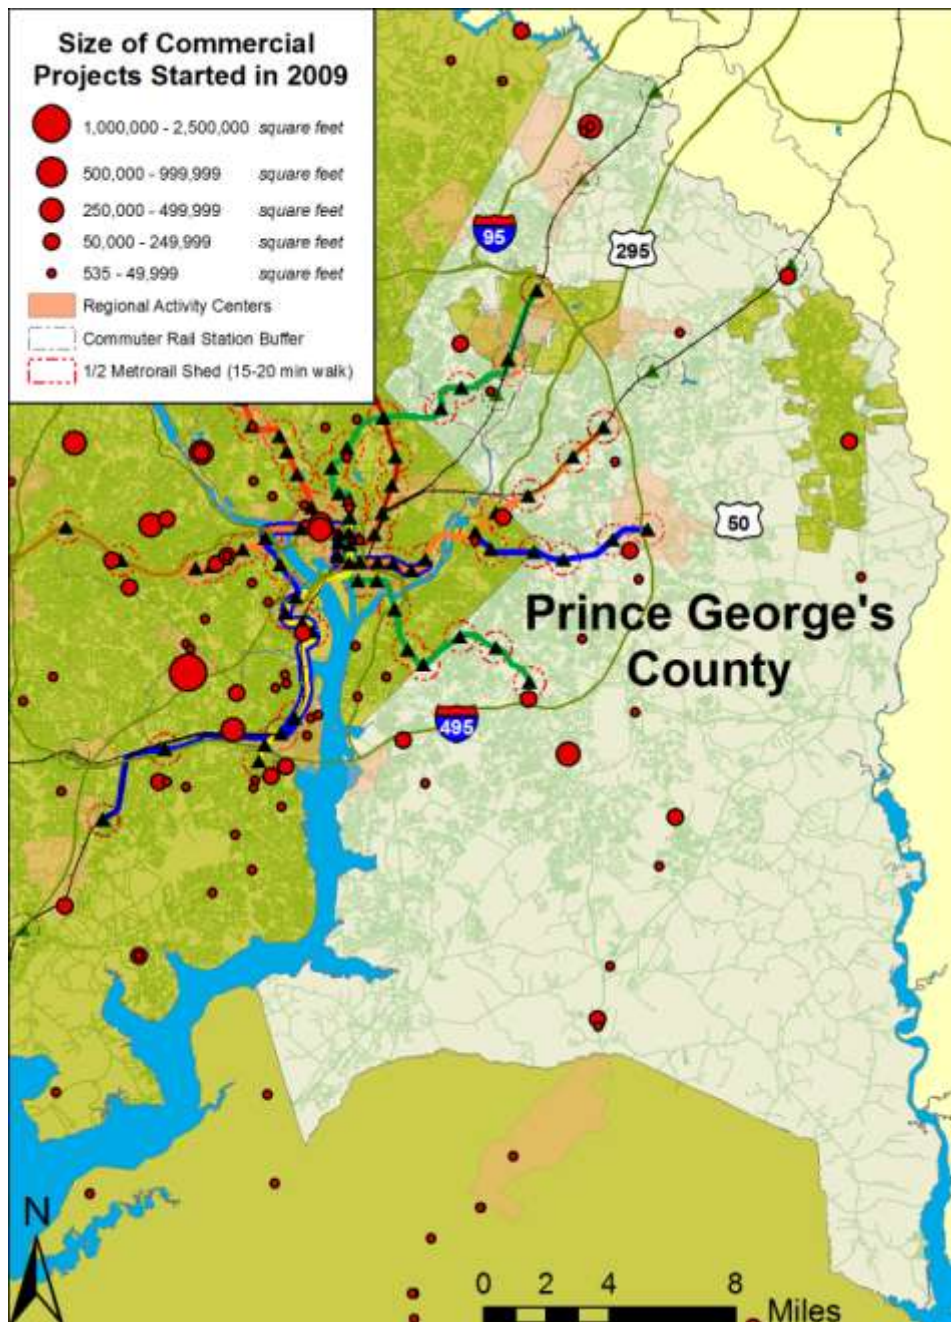 Size of Commercial
Projects Started in 2009
1,000,000 - 2,500,000 square feet
500,000 - 999,999 square feet
250,000 - 499,999 square feet
50,000 - 249,999 square feet
535 - 49,999 square feet
Regional Activity Centers
Commuter Rail Station Buffer
1/2 Metrorail Shed (15-20 min walk)
95
295
50
Prince George's
County
495
N
0 2 4 8
Miles